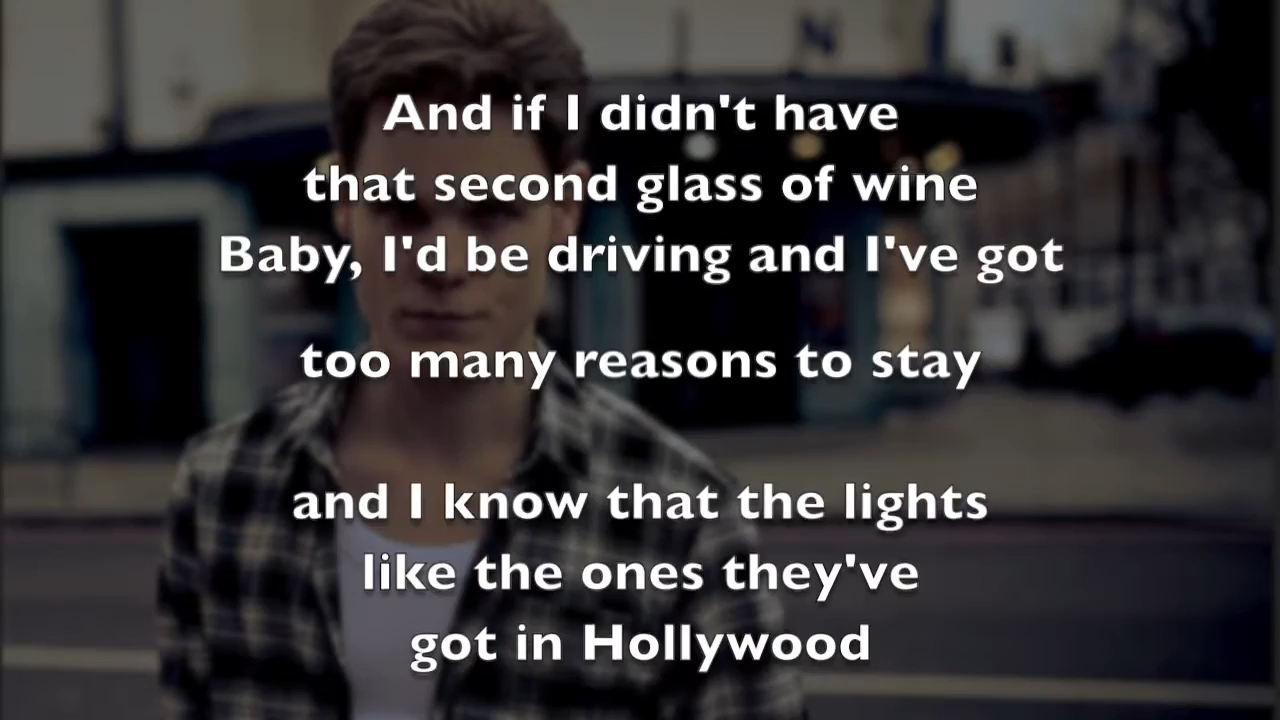 And if I didn't have
that second glass of wine
Baby, I'd be driving and I've got
too many reasons to stay
and I know that the lights
like the ones they've
got in Hollywood